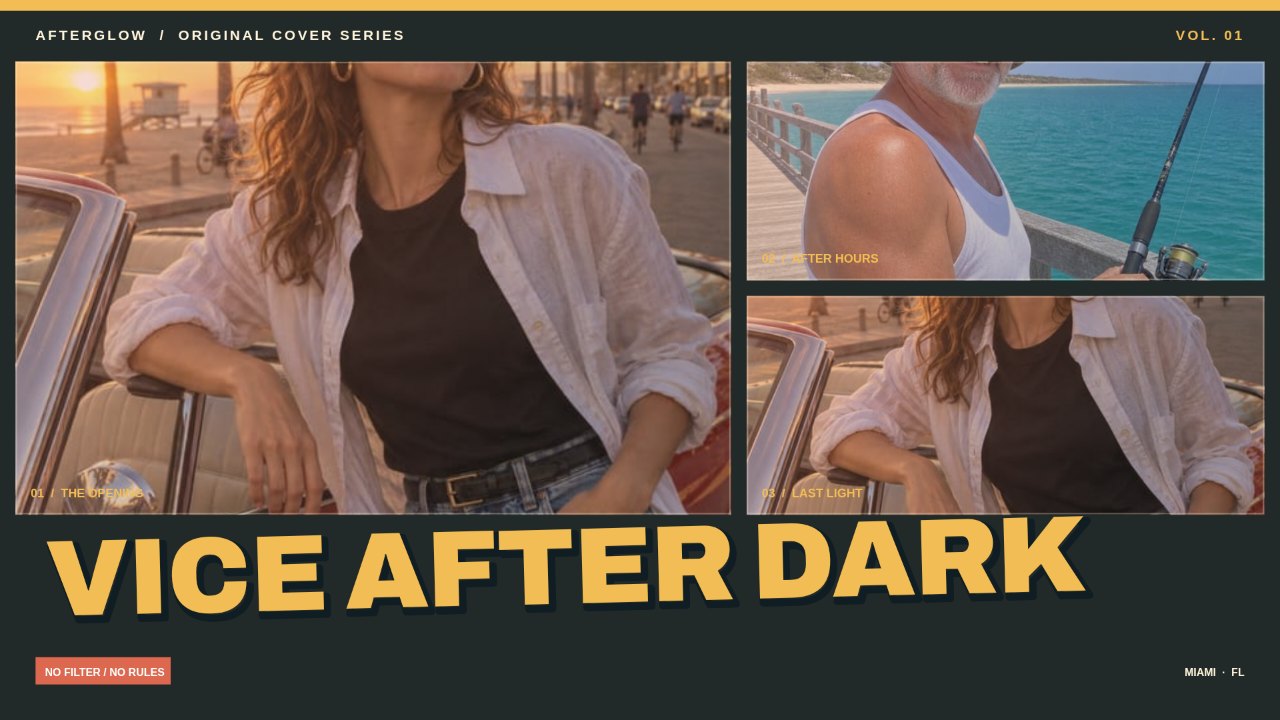 AFTERGLOW / ORIGINAL COVER SERIES
VOL. 01
01 / THE OPENING
02 / AFTER HOURS
03 / LAST LIGHT
VICE AFTER DARK
NO FILTER / NO RULES
MIAMI · FL